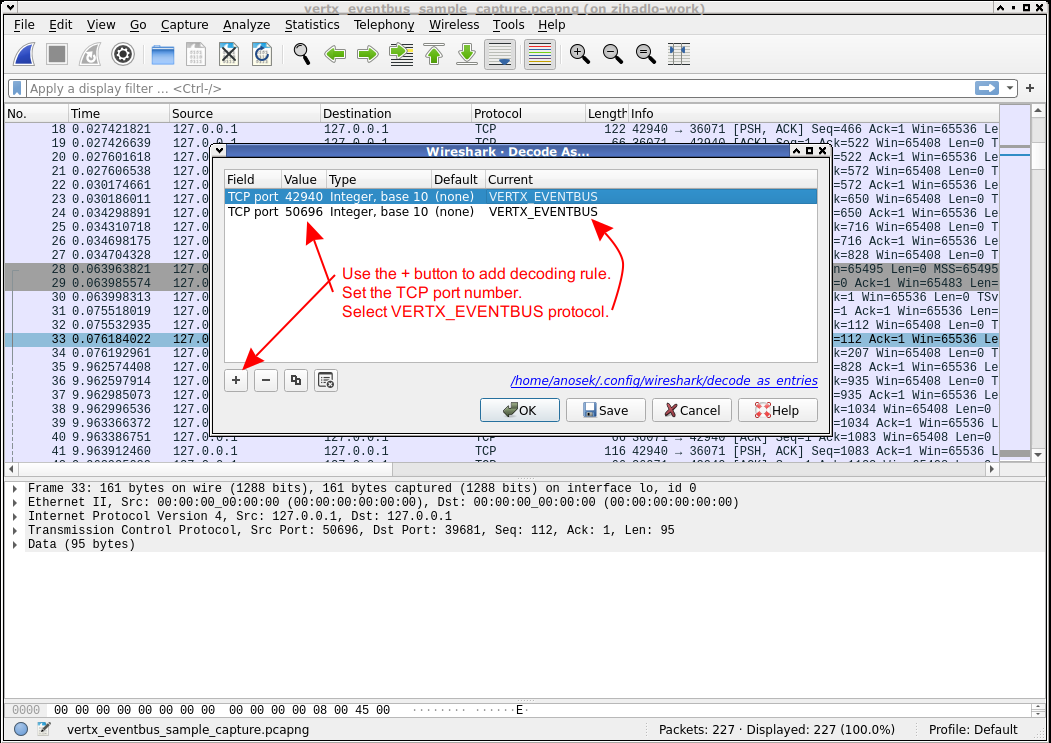 vertx_eventbus_sample_capture.pcapng (on zihadlo-work)
File Edit View Go Capture Analyze Statistics Telephony Wireless Tools Help
Apply a display filter ... <Ctrl-/>
No. Time Source Destination Protocol Length Info
18 0.027421821 127.0.0.1 127.0.0.1 TCP 122 42940 → 36071 [PSH, ACK] Seq=466 Ack=1 Win=65536 Le
19 0.027426639 127.0.0.1 127.0.0.1 TCP 66 36071 → 42940 [ACK] Seq=1 Ack=522 Win=65408 Len=0 T
20 0.027601618 127.0 =522 Ack=1 Win=65536 Le
21 0.027606538 127.0 k=572 Win=65408 Len=0 T
22 0.030174661 127.0 =572 Ack=1 Win=65536 Le
23 0.030186011 127.0 k=650 Win=65408 Len=0 T
24 0.034298891 127.0 =650 Ack=1 Win=65536 Le
25 0.034310718 127.0 k=716 Win=65408 Len=0 T
26 0.034698175 127.0 =716 Ack=1 Win=65536 Le
27 0.034704328 127.0 k=828 Win=65408 Len=0 T
28 0.063963821 127.0 n=65495 Len=0 MSS=65495
29 0.063985574 127.0 =0 Ack=1 Win=65483 Len=
30 0.063998313 127.0 k=1 Win=65536 Len=0 TSv
31 0.075518019 127.0 =1 Ack=1 Win=65536 Len=
32 0.075532935 127.0 k=112 Win=65408 Len=0 T
33 0.076184022 127.0 =112 Ack=1 Win=65536 Le
34 0.076192961 127.0 k=207 Win=65408 Len=0 T
35 9.962574408 127.0 =828 Ack=1 Win=65536 Le
36 9.962597914 127.0 k=935 Win=65408 Len=0 T
37 9.962985073 127.0 =935 Ack=1 Win=65536 Le
38 9.962996536 127.0 k=1034 Win=65408 Len=0
39 9.963366372 127.0 =1034 Ack=1 Win=65536 L
40 9.963386751 127.0.0.1 127.0.0.1 TCP 66 36071 → 42940 [ACK] Seq=1 Ack=1083 Win=65408 Len=0
41 9.963912460 127.0.0.1 127.0.0.1 TCP 116 42940 → 36071 [PSH, ACK] Seq=1083 Ack=1 Win=65536 L
Wireshark · Decode As...
Field Value Type Default Current
TCP port 42940 Integer, base 10 (none) VERTX_EVENTBUS
TCP port 50696 Integer, base 10 (none) VERTX_EVENTBUS
Use the + button to add decoding rule.
Set the TCP port number.
Select VERTX_EVENTBUS protocol.
/home/anosek/.config/wireshark/decode_as_entries
OK Save Cancel Help
Frame 33: 161 bytes on wire (1288 bits), 161 bytes captured (1288 bits) on interface lo, id 0
Ethernet II, Src: 00:00:00_00:00:00 (00:00:00:00:00:00), Dst: 00:00:00_00:00:00 (00:00:00:00:00:00)
Internet Protocol Version 4, Src: 127.0.0.1, Dst: 127.0.0.1
Transmission Control Protocol, Src Port: 50696, Dst Port: 39681, Seq: 112, Ack: 1, Len: 95
Data (95 bytes)
0000 00 00 00 00 00 00 00 00 00 00 00 00 08 00 45 00 ········ ······E·
vertx_eventbus_sample_capture.pcapng Packets: 227 · Displayed: 227 (100.0%) Profile: Default